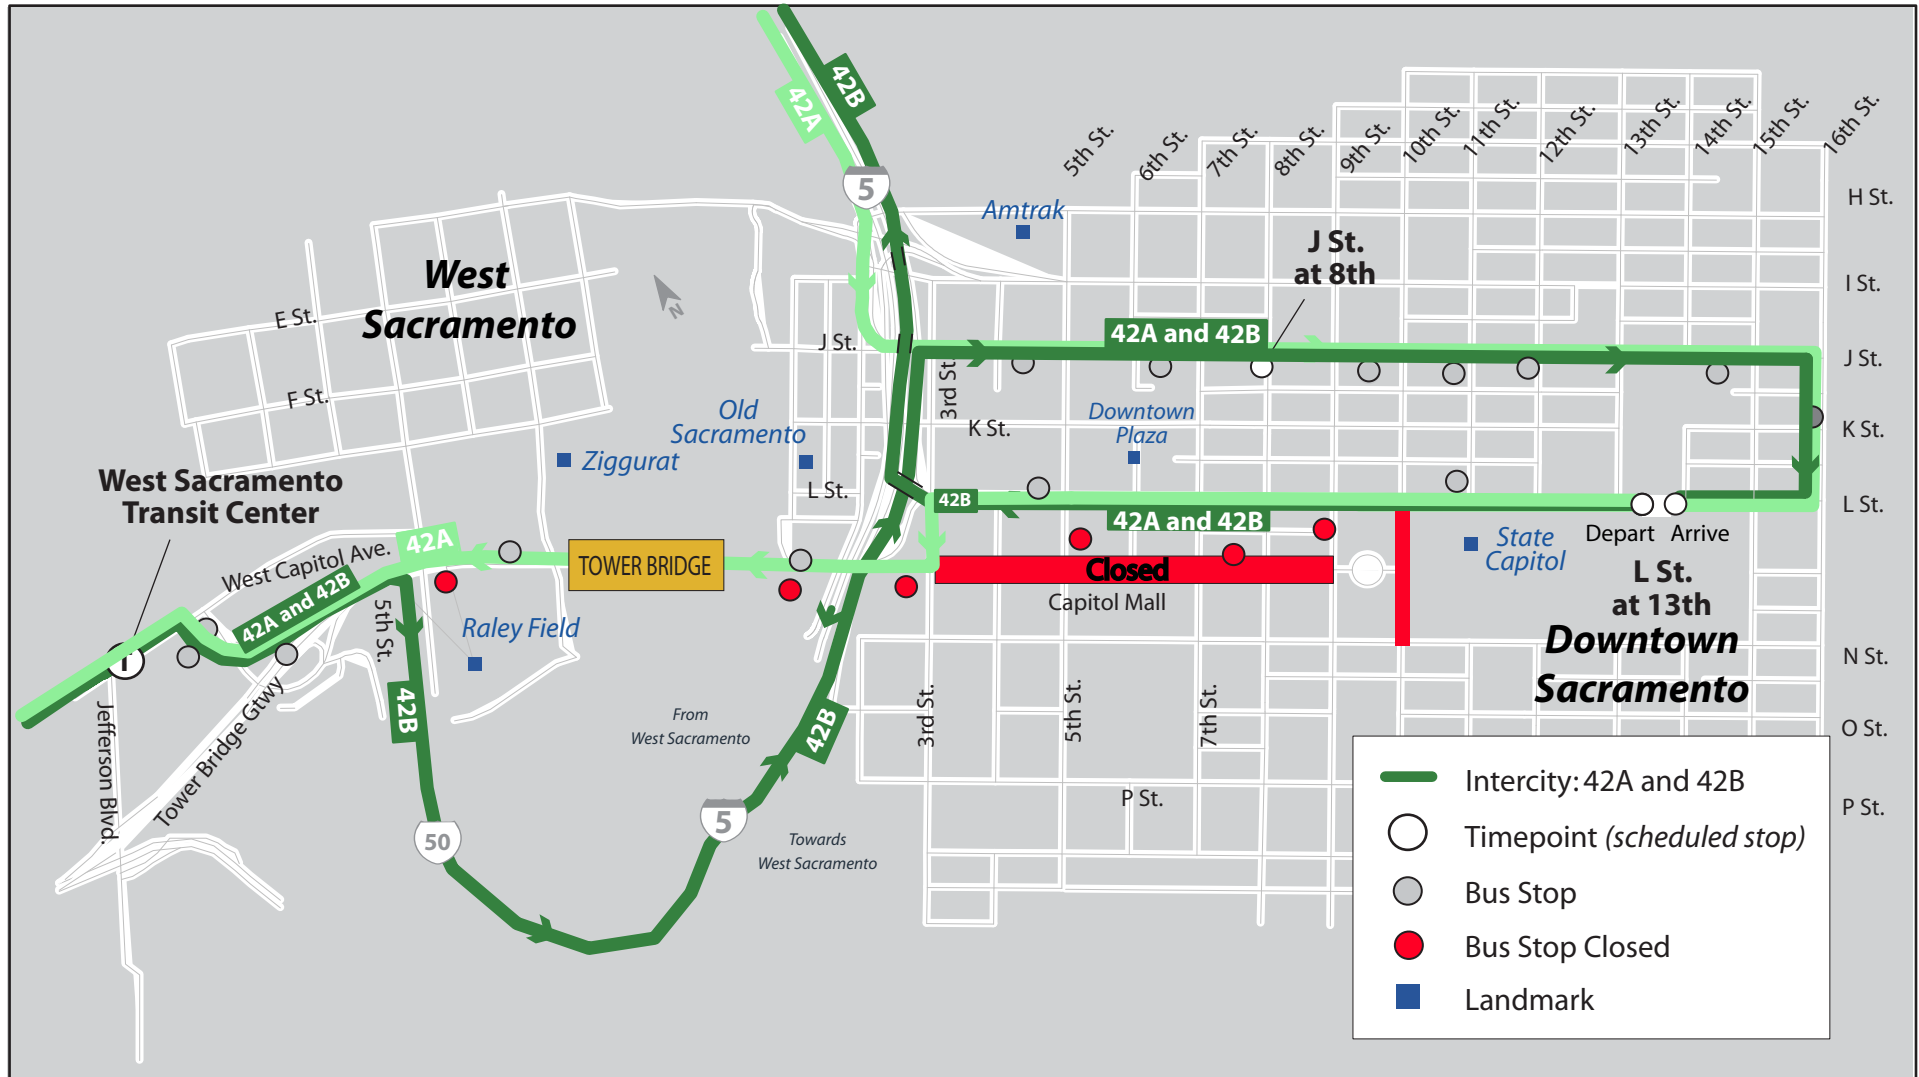 42A
42B
5
5th St.
6th St.
7th St.
8th St.
9th St.
10th St.
11th St.
12th St.
13th St.
14th St.
15th St.
16th St.
H St.
Amtrak
J St.
at 8th
I St.
West
Sacramento
N
E St.
42A and 42B
J St.
J St.
3rd St.
F St.
Old
Sacramento
Downtown
Plaza
K St.
K St.
Ziggurat
West Sacramento
Transit Center
L St.
42B
42A and 42B
L St.
Depart
Arrive
State
Capitol
42A
West Capitol Ave.
TOWER BRIDGE
Closed
Capitol Mall
L St.
at 13th
42A and 42B
5th St.
Raley Field
Downtown
Sacramento
N St.
T
42B
Jefferson Blvd.
Tower Bridge Gtwy
From
West Sacramento
42B
3rd St.
5th St.
7th St.
O St.
P St.
P St.
50
5
Towards
West Sacramento
Intercity: 42A and 42B
Timepoint (scheduled stop)
Bus Stop
Bus Stop Closed
Landmark